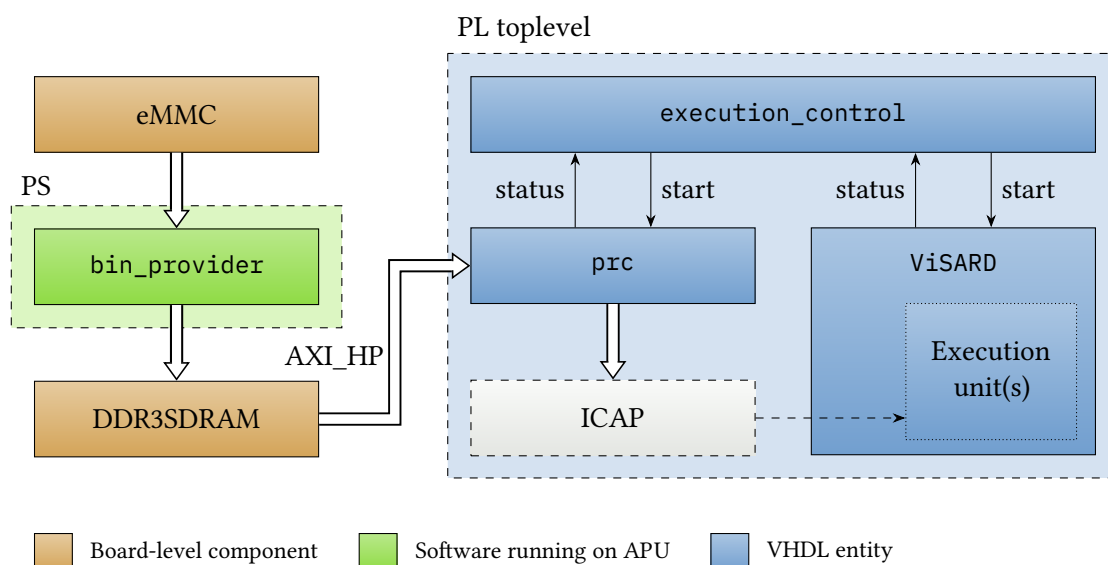 PL toplevel
eMMC
execution_control
PS
status
start
status
start
bin_provider
prc
ViSARD
AXI_HP
Execution
unit(s)
DDR3SDRAM
ICAP
Board-level component
Software running on APU
VHDL entity